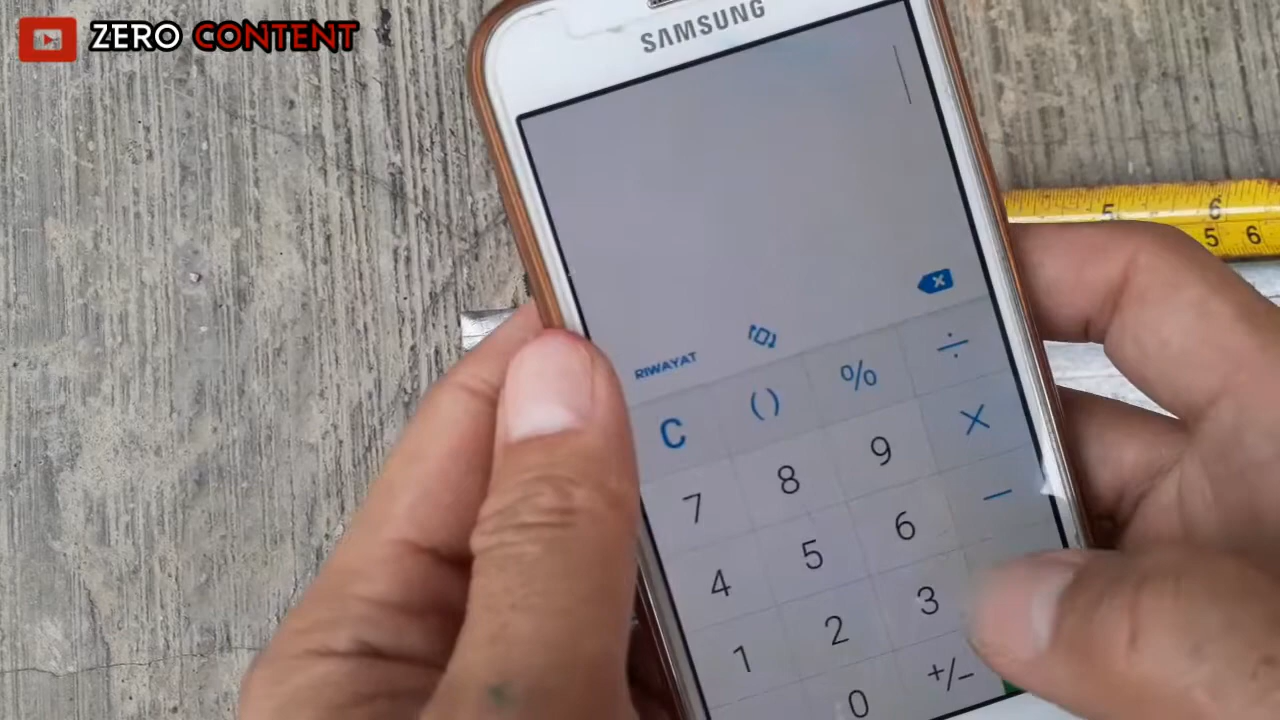 ZERO CONTENT
SAMSUNG
5 6
5 6
RIWAYAT
C ( ) % ÷
7 8 9 ×
4 5 6 −
1 2 3
0 +/−